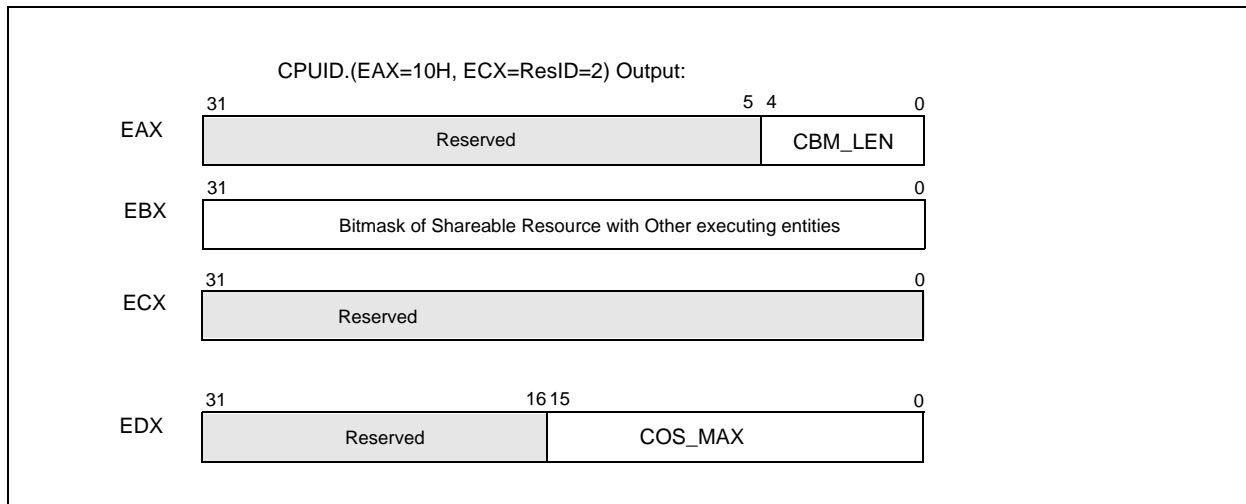 CPUID.(EAX=10H, ECX=ResID=2) Output:
31 5 4 0
EAX Reserved CBM_LEN
31 0
EBX Bitmask of Shareable Resource with Other executing entities
31 0
ECX Reserved
31 16 15 0
EDX Reserved COS_MAX